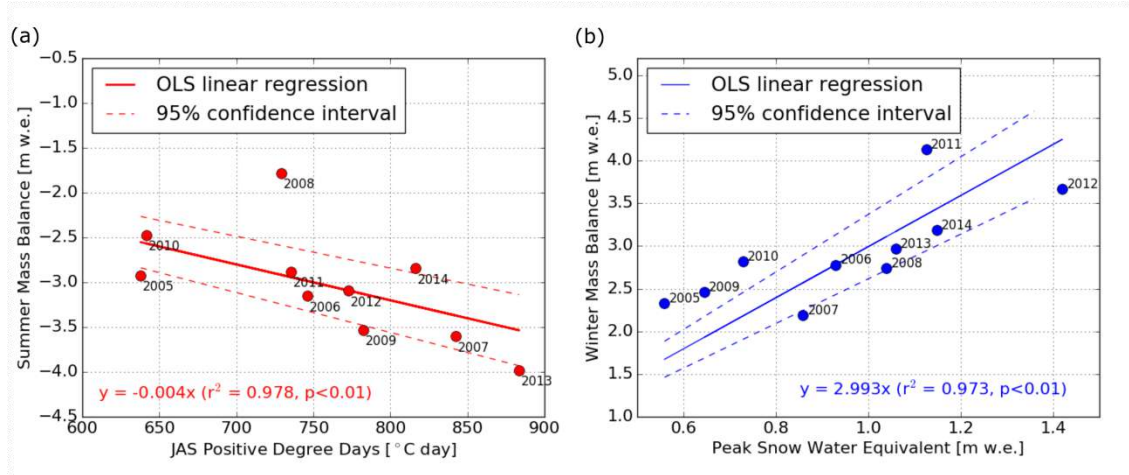 (a)
−0.5
−1.0
−1.5
−2.0
−2.5
−3.0
−3.5
−4.0
−4.5
Summer Mass Balance [m w.e.]
OLS linear regression
95% confidence interval
2008
2010
2005
2011
2006
2012
2014
2009
2007
2013
y = -0.004x (r² = 0.978, p<0.01)
600 650 700 750 800 850 900
JAS Positive Degree Days [°C day]
(b)
5.0
4.5
4.0
3.5
3.0
2.5
2.0
1.5
1.0
Winter Mass Balance [m w.e.]
OLS linear regression
95% confidence interval
2011
2012
2014
2013
2010
2006
2008
2009
2005
2007
y = 2.993x (r² = 0.973, p<0.01)
0.6 0.8 1.0 1.2 1.4
Peak Snow Water Equivalent [m w.e.]